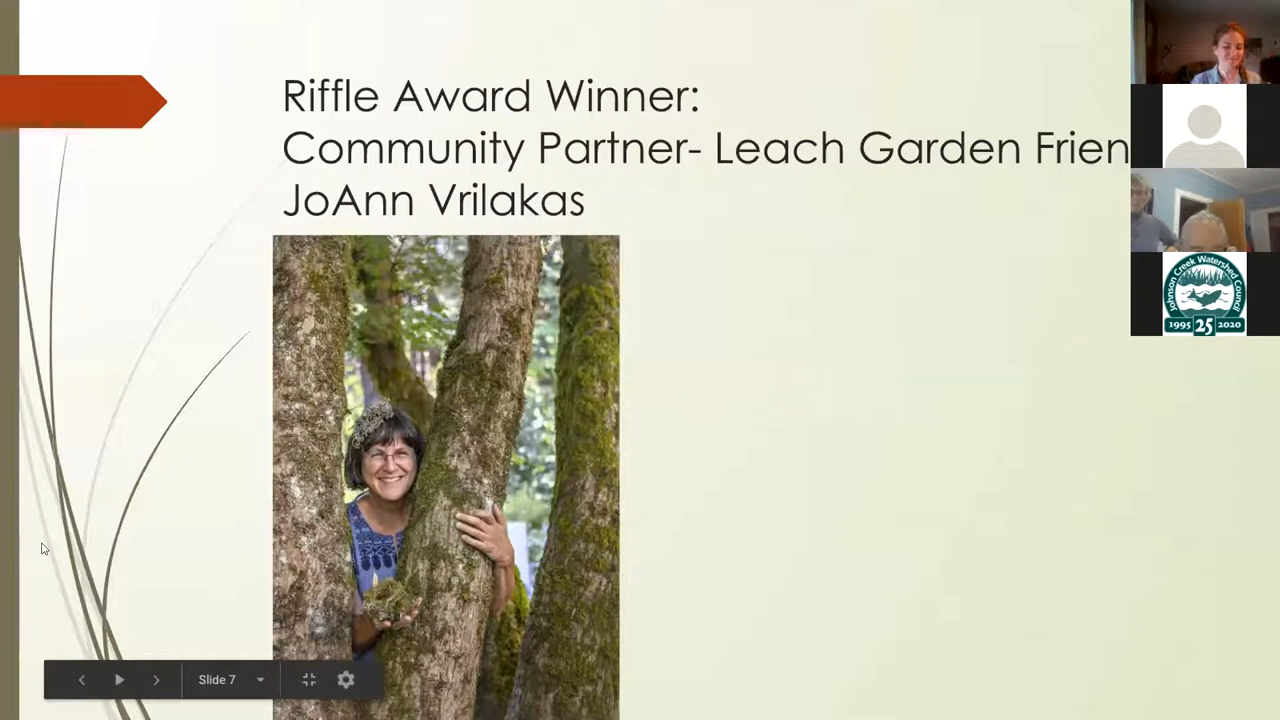 Riffle Award Winner:
Community Partner- Leach Garden Frien
JoAnn Vrilakas
Johnson Creek Watershed Council
1995 25 2020
Slide 7